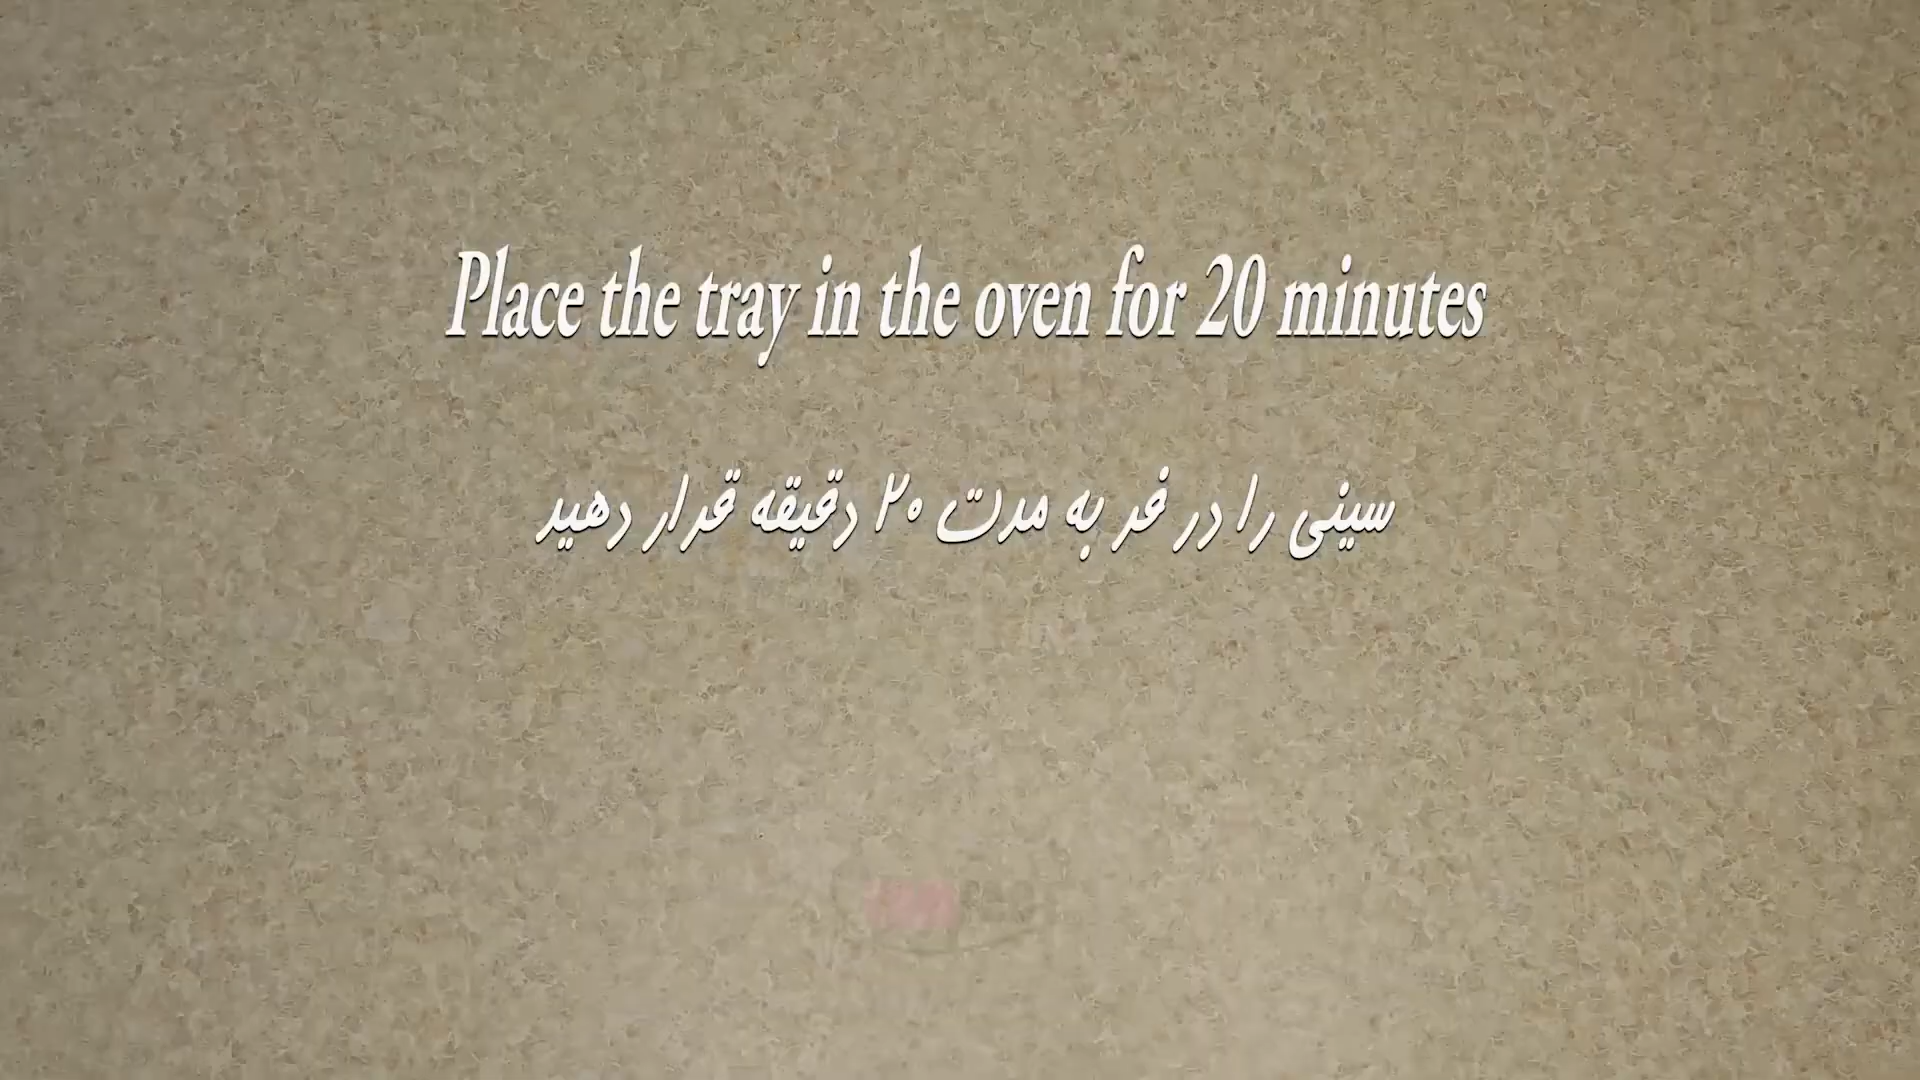 Place the tray in the oven for 20 minutes
سینی را در فر به مدت ۲۰ دقیقه قرار دهید